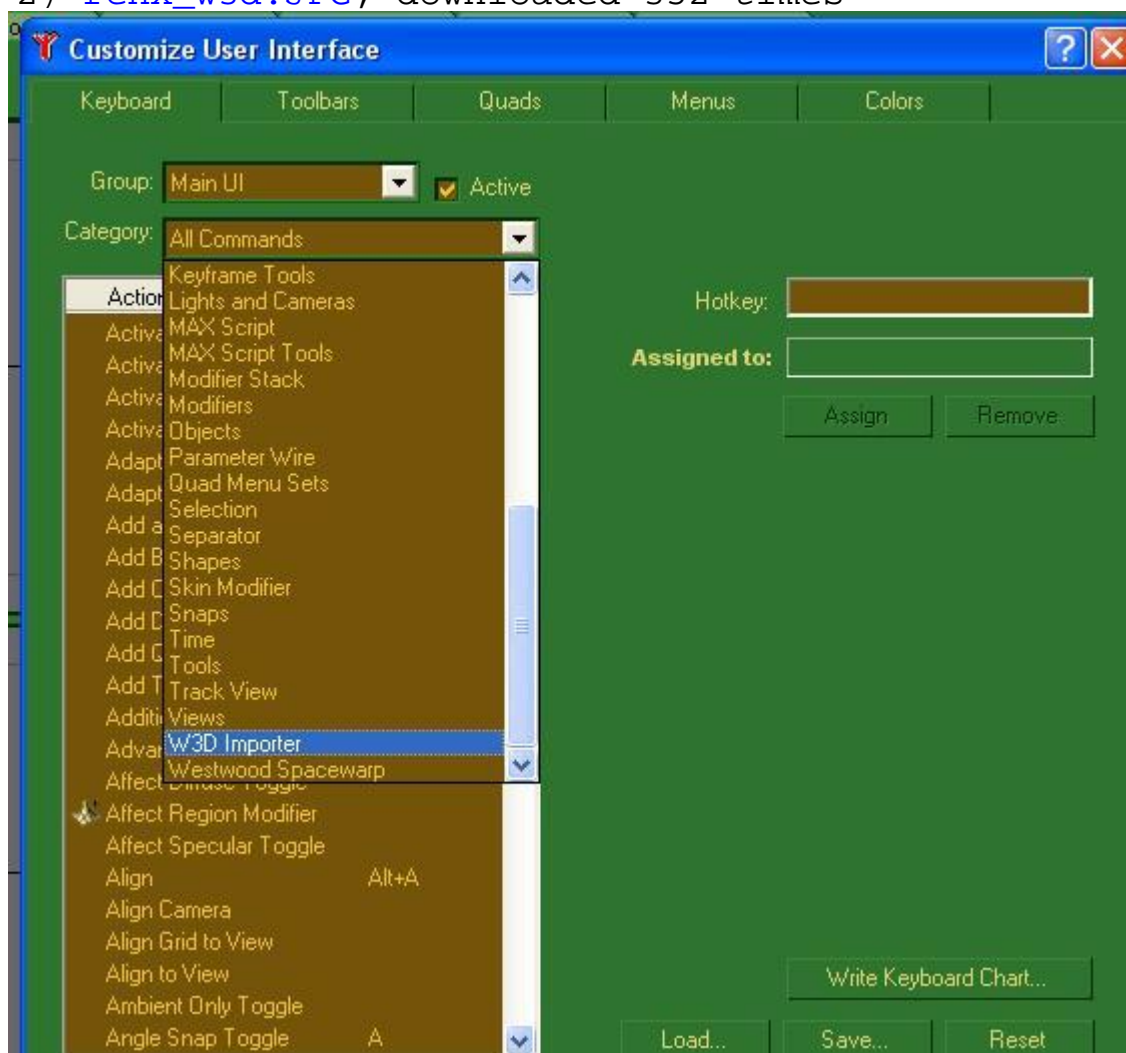 Customize User Interface
Keyboard Toolbars Quads Menus Colors
Group: Main UI Active
Category: All Commands
Keyframe Tools
Lights and Cameras
MAX Script
MAX Script Tools
Modifier Stack
Modifiers
Objects
Parameter Wire
Quad Menu Sets
Selection
Separator
Shapes
Skin Modifier
Snaps
Time
Tools
Track View
Views
W3D Importer
Westwood Spacewarp
Affect Region Modifier
Affect Specular Toggle
Align Alt+A
Align Camera
Align Grid to View
Align to View
Ambient Only Toggle
Angle Snap Toggle A
Hotkey:
Assigned to:
Assign Remove
Write Keyboard Chart...
Load... Save... Reset